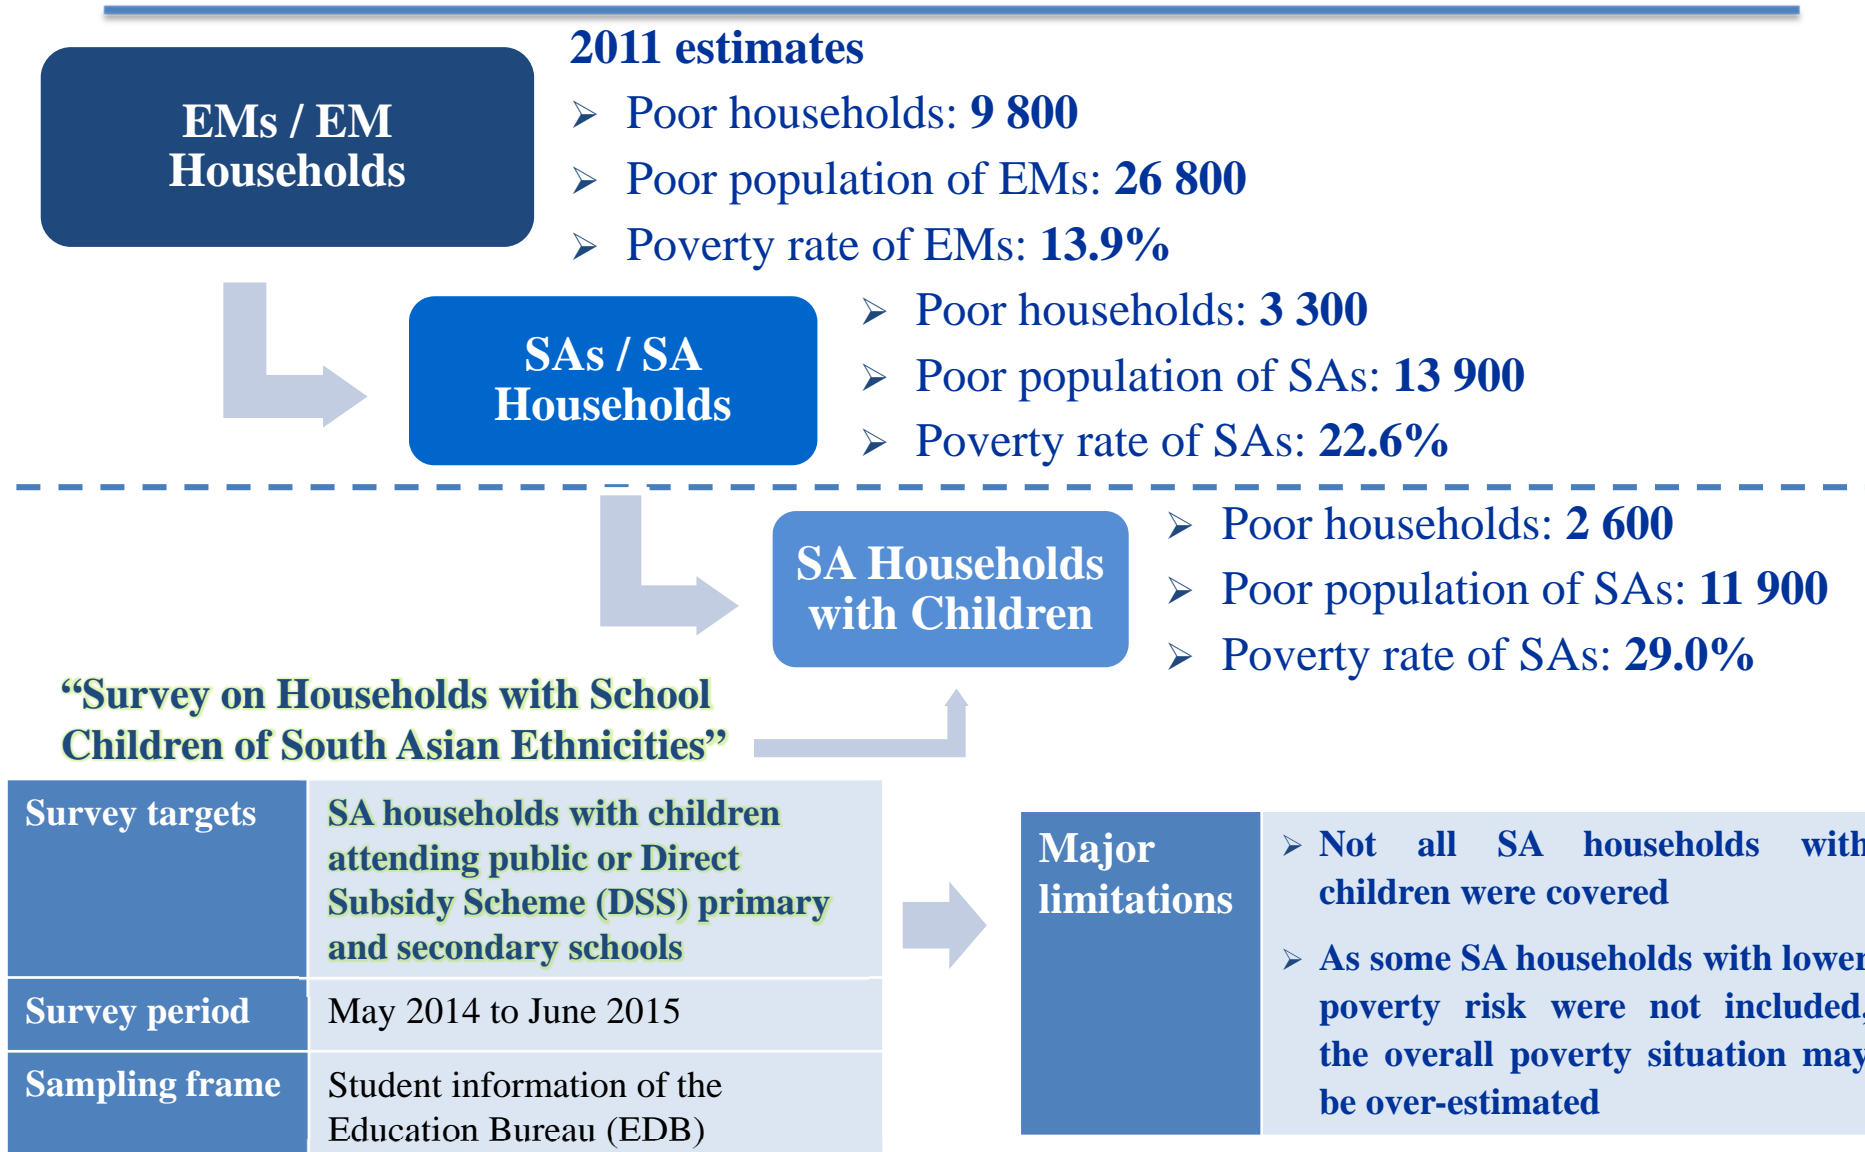 2011 estimates
EMs / EM
Households
➢ Poor households: 9 800
➢ Poor population of EMs: 26 800
➢ Poverty rate of EMs: 13.9%
SAs / SA
Households
➢ Poor households: 3 300
➢ Poor population of SAs: 13 900
➢ Poverty rate of SAs: 22.6%
SA Households
with Children
➢ Poor households: 2 600
➢ Poor population of SAs: 11 900
➢ Poverty rate of SAs: 29.0%
“Survey on Households with School
Children of South Asian Ethnicities”
Survey targets
SA households with children
attending public or Direct
Subsidy Scheme (DSS) primary
and secondary schools
Survey period
May 2014 to June 2015
Sampling frame
Student information of the
Education Bureau (EDB)
Major
limitations
➢ Not all SA households with
children were covered
➢ As some SA households with lower
poverty risk were not included,
the overall poverty situation may
be over-estimated